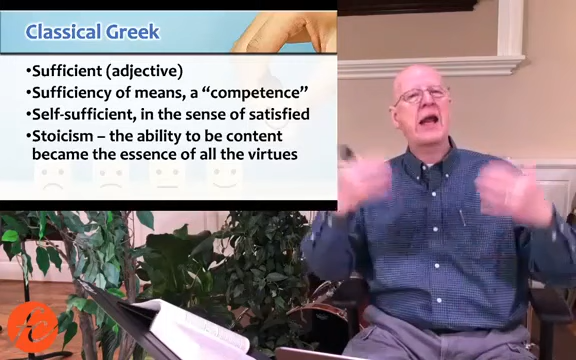 Classical Greek
•Sufficient (adjective)
•Sufficiency of means, a “competence”
•Self-sufficient, in the sense of satisfied
•Stoicism – the ability to be content
became the essence of all the virtues